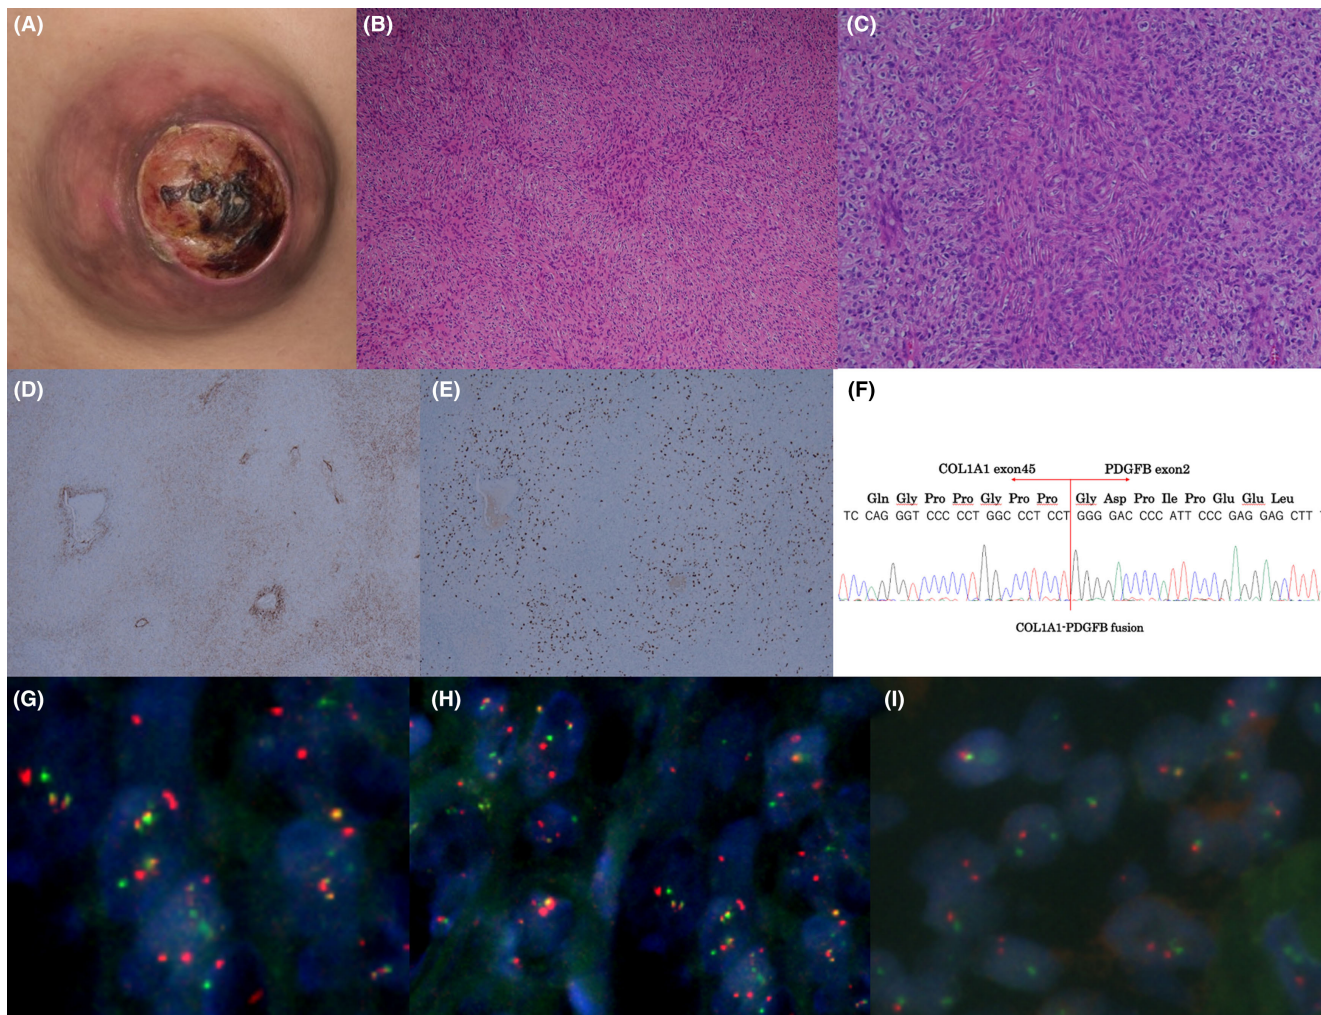 (A)
(B)
(C)
(D)
(E)
(F)
COL1A1 exon45 PDGFB exon2
Gln Gly Pro Pro Gly Pro Pro Gly Asp Pro Ile Pro Glu Glu Leu
TC CAG GGT CCC CCT GGC CCT CCT GGG GAC CCC ATT CCC GAG GAG CTT
COL1A1-PDGFB fusion
(G)
(H)
(I)